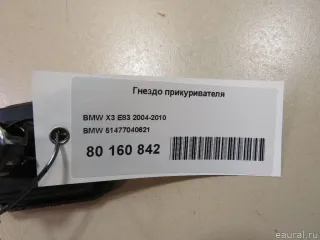 Гнездо прикуривателя
BMW X3 E83 2004-2010
BMW 51477040621
80 160 842
© eaural.ru